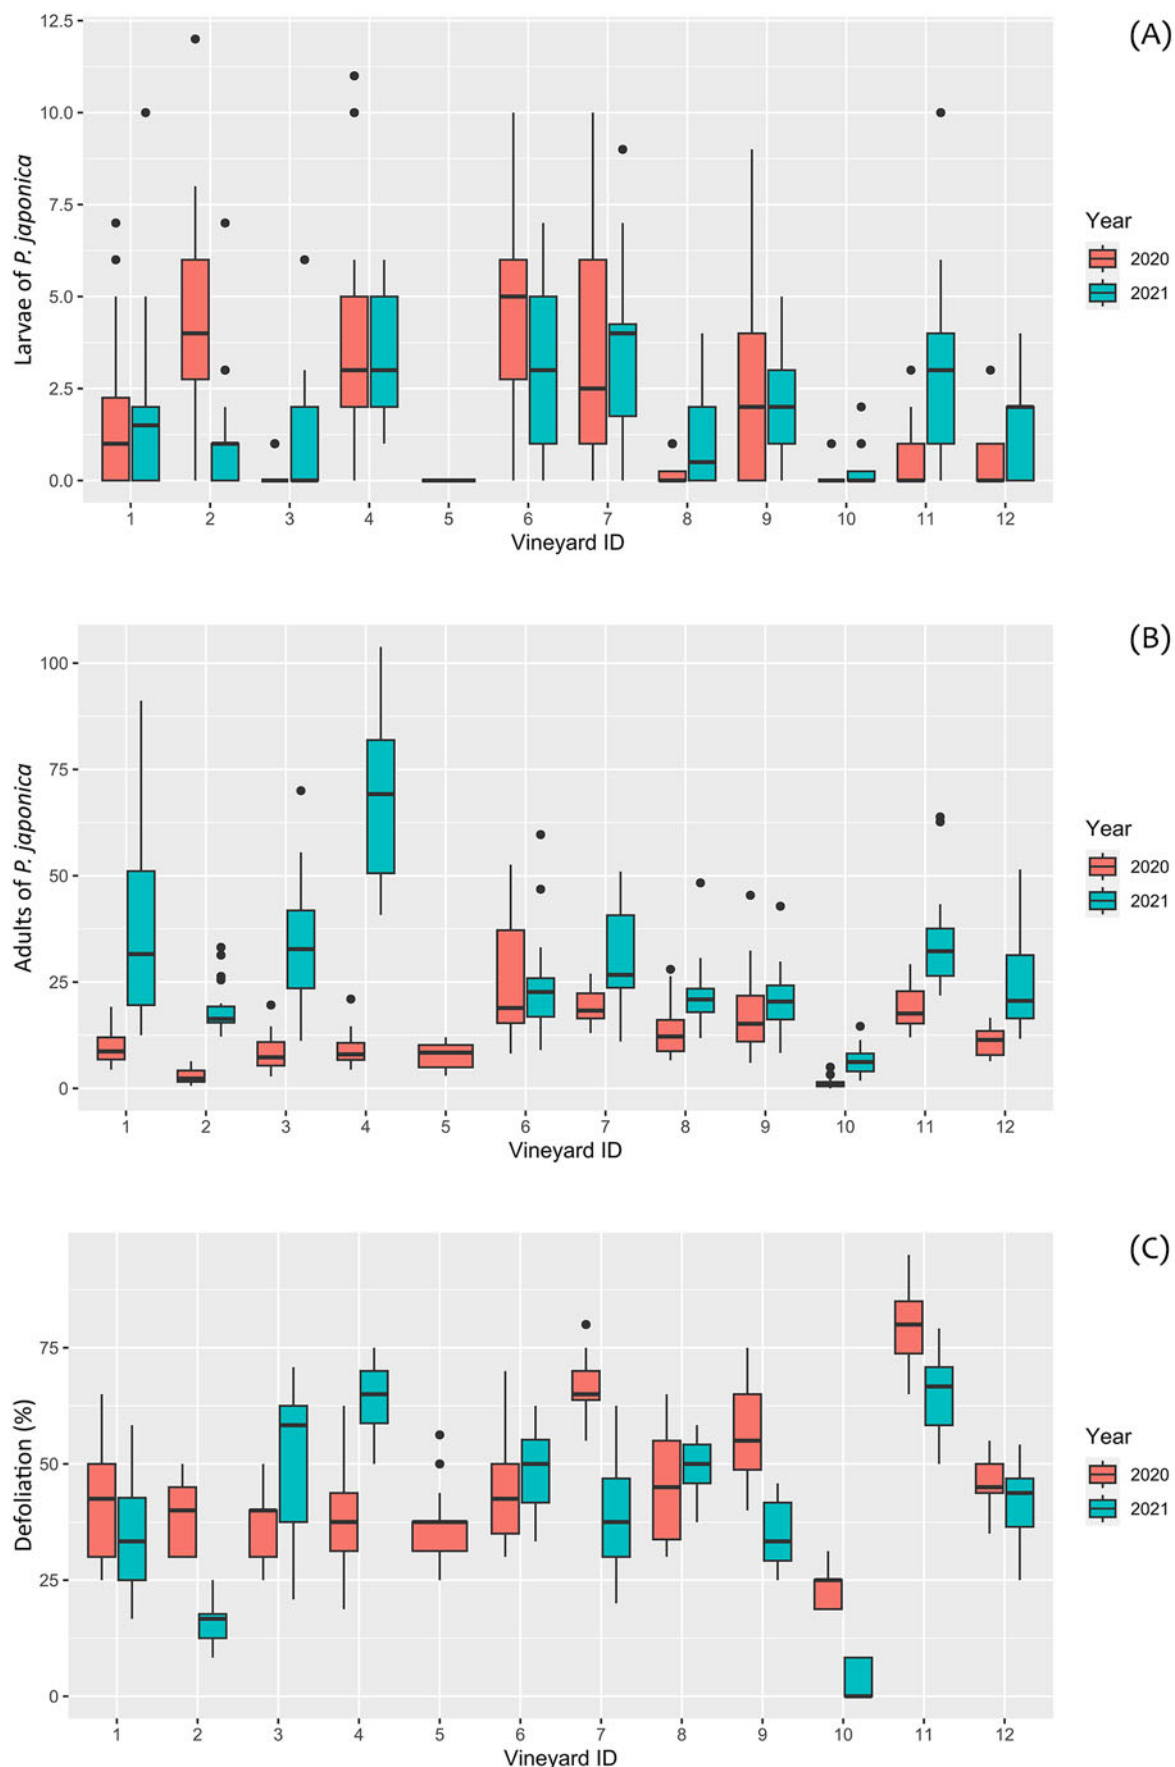 (A)
12.5
10.0
7.5
5.0
2.5
0.0
Larvae of P. japonica
1 2 3 4 5 6 7 8 9 10 11 12
Vineyard ID
Year
2020
2021
(B)
100
75
50
25
0
Adults of P. japonica
1 2 3 4 5 6 7 8 9 10 11 12
Vineyard ID
Year
2020
2021
(C)
75
50
25
0
Defoliation (%)
1 2 3 4 5 6 7 8 9 10 11 12
Vineyard ID
Year
2020
2021